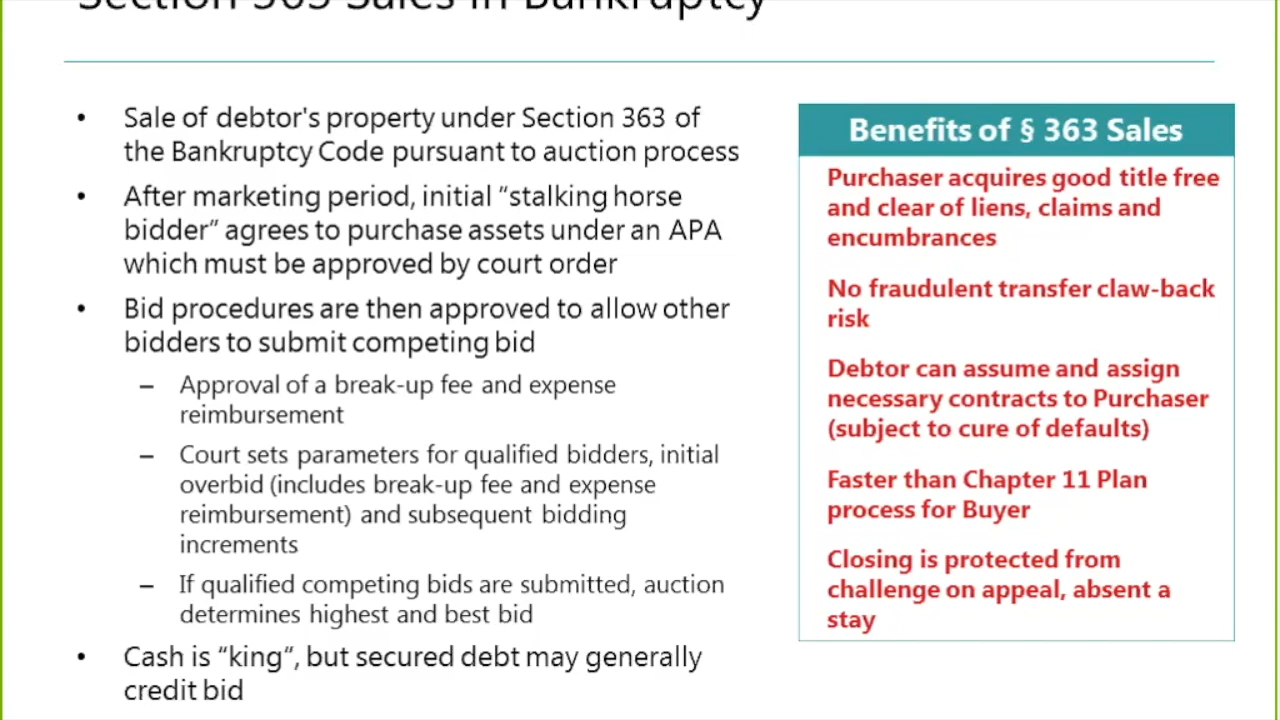 Section 363 Sales in Bankruptcy
• Sale of debtor's property under Section 363 of
the Bankruptcy Code pursuant to auction process
• After marketing period, initial “stalking horse
bidder” agrees to purchase assets under an APA
which must be approved by court order
• Bid procedures are then approved to allow other
bidders to submit competing bid
– Approval of a break-up fee and expense
reimbursement
– Court sets parameters for qualified bidders, initial
overbid (includes break-up fee and expense
reimbursement) and subsequent bidding
increments
– If qualified competing bids are submitted, auction
determines highest and best bid
• Cash is “king”, but secured debt may generally
credit bid
Benefits of § 363 Sales
Purchaser acquires good title free
and clear of liens, claims and
encumbrances
No fraudulent transfer claw-back
risk
Debtor can assume and assign
necessary contracts to Purchaser
(subject to cure of defaults)
Faster than Chapter 11 Plan
process for Buyer
Closing is protected from
challenge on appeal, absent a
stay